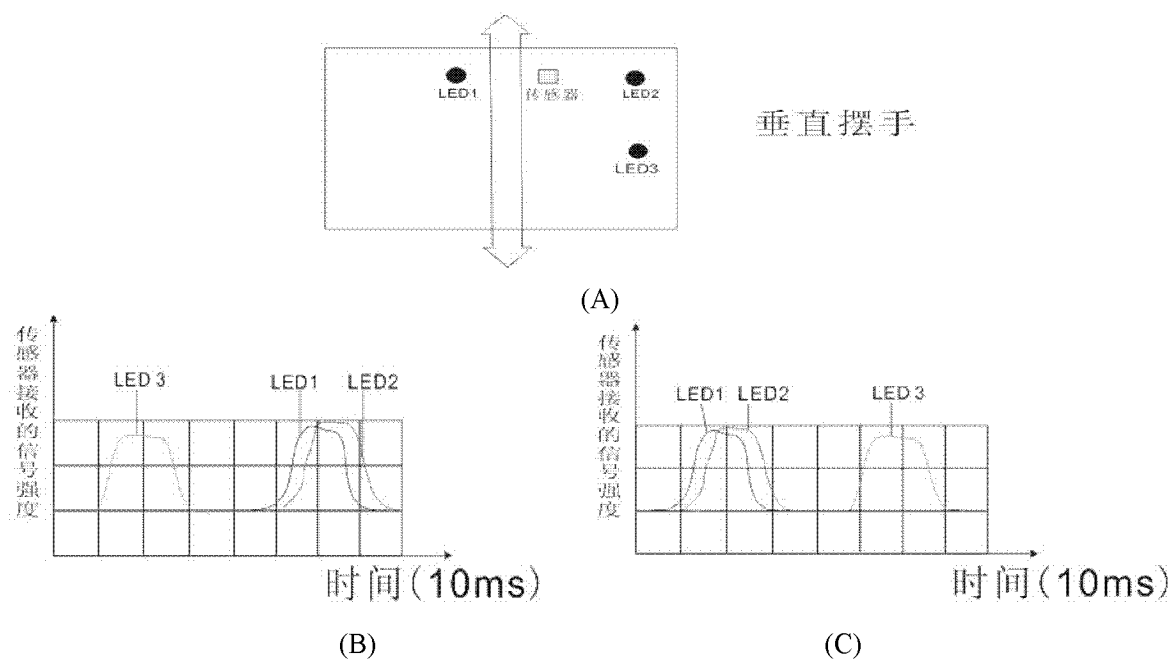 LED1
传感器
LED2
LED3
垂直摆手
(A)
传感器接收的信号强度
LED 3
LED1
LED2
时间(10ms)
(B)
传感器接收的信号强度
LED1
LED2
LED 3
时间(10ms)
(C)